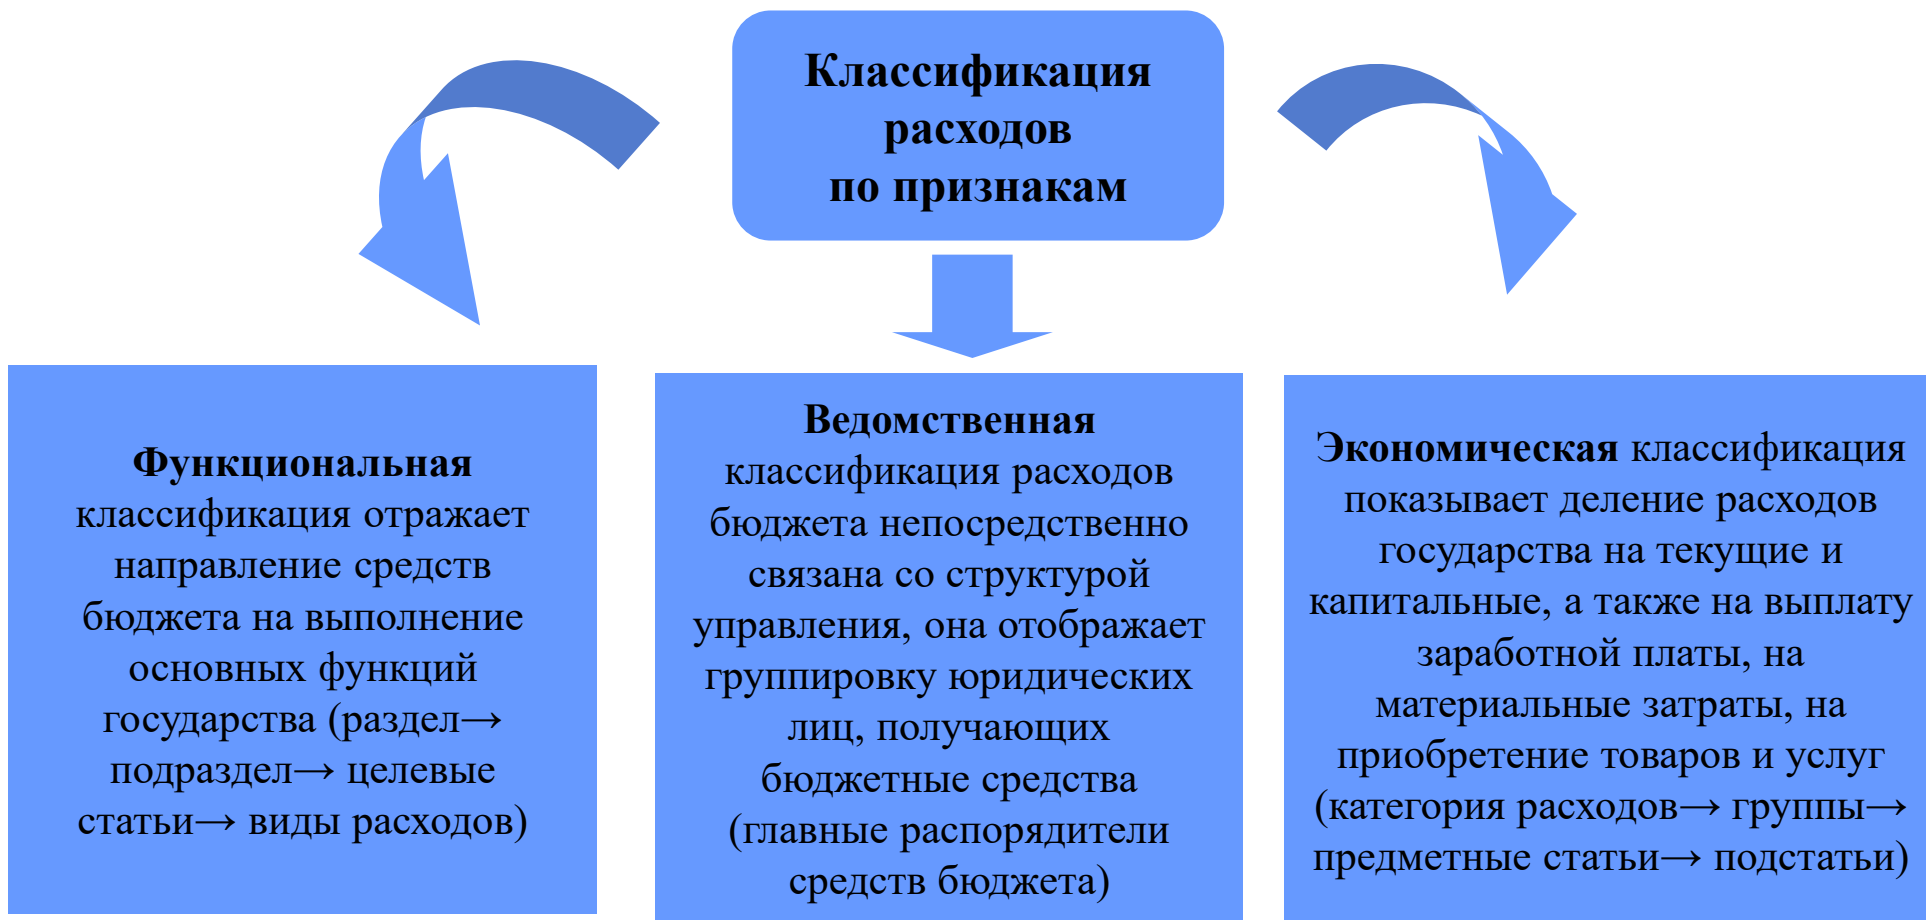 Классификация
расходов
по признакам
Функциональная
классификация отражает
направление средств
бюджета на выполнение
основных функций
государства (раздел→
подраздел→ целевые
статьи→ виды расходов)
Ведомственная
классификация расходов
бюджета непосредственно
связана со структурой
управления, она отображает
группировку юридических
лиц, получающих
бюджетные средства
(главные распорядители
средств бюджета)
Экономическая классификация
показывает деление расходов
государства на текущие и
капитальные, а также на выплату
заработной платы, на
материальные затраты, на
приобретение товаров и услуг
(категория расходов→ группы→
предметные статьи→ подстатьи)